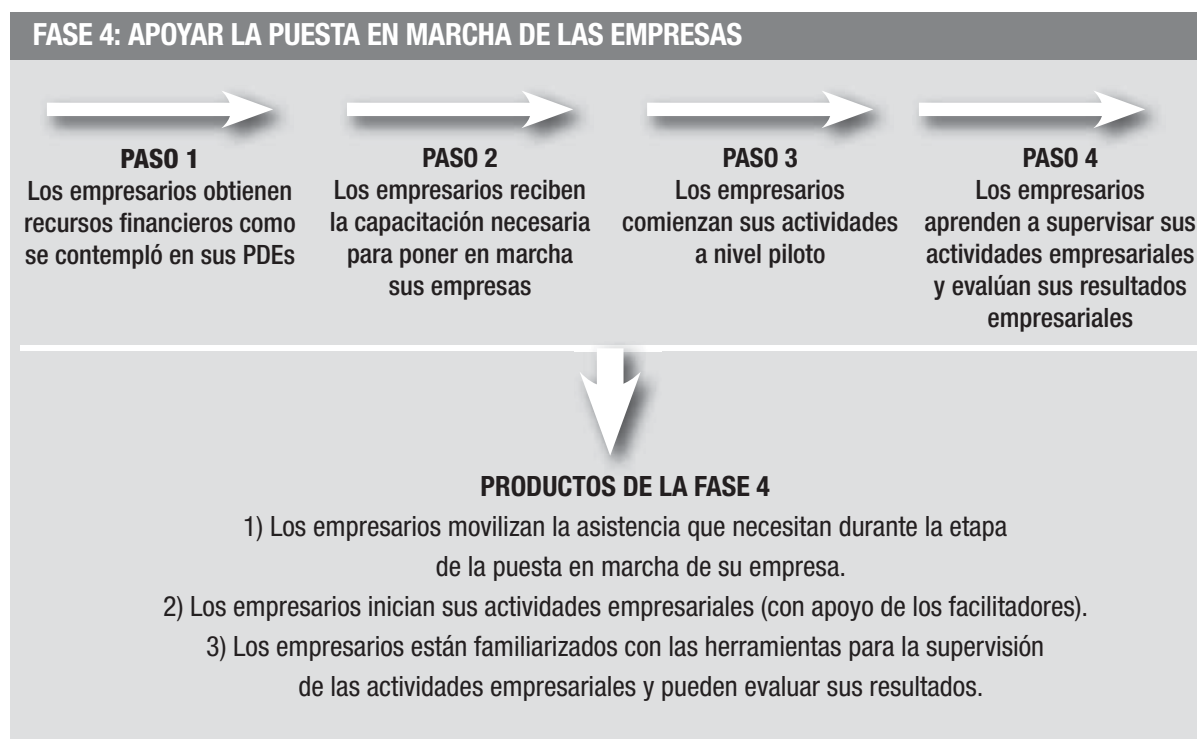 FASE 4: APOYAR LA PUESTA EN MARCHA DE LAS EMPRESAS
PASO 1
Los empresarios obtienen
recursos financieros como
se contempló en sus PDEs
PASO 2
Los empresarios reciben
la capacitación necesaria
para poner en marcha
sus empresas
PASO 3
Los empresarios
comienzan sus actividades
a nivel piloto
PASO 4
Los empresarios
aprenden a supervisar sus
actividades empresariales
y evalúan sus resultados
empresariales
PRODUCTOS DE LA FASE 4
1) Los empresarios movilizan la asistencia que necesitan durante la etapa
de la puesta en marcha de su empresa.
2) Los empresarios inician sus actividades empresariales (con apoyo de los facilitadores).
3) Los empresarios están familiarizados con las herramientas para la supervisión
de las actividades empresariales y pueden evaluar sus resultados.